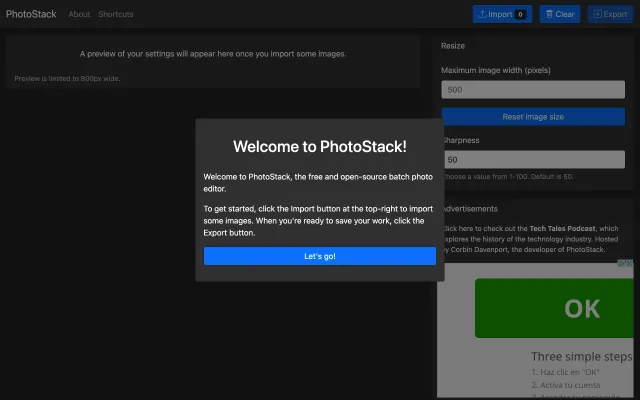 PhotoStack About Shortcuts Import 0 Clear Export
A preview of your settings will appear here once you import some images.
Preview is limited to 800px wide.
Resize
Maximum image width (pixels)
500
Reset image size
Sharpness
50
Choose a value from 1-100. Default is 50.
Welcome to PhotoStack!
Welcome to PhotoStack, the free and open-source batch photo
editor.
To get started, click the Import button at the top-right to import
some images. When you're ready to save your work, click the
Export button.
Let's go!
Advertisements
Click here to check out the Tech Tales Podcast, which
explores the history of the technology industry. Hosted
by Corbin Davenport, the developer of PhotoStack.
OK
Three simple steps
1. Haz clic en "OK"
2. Activa tu cuenta